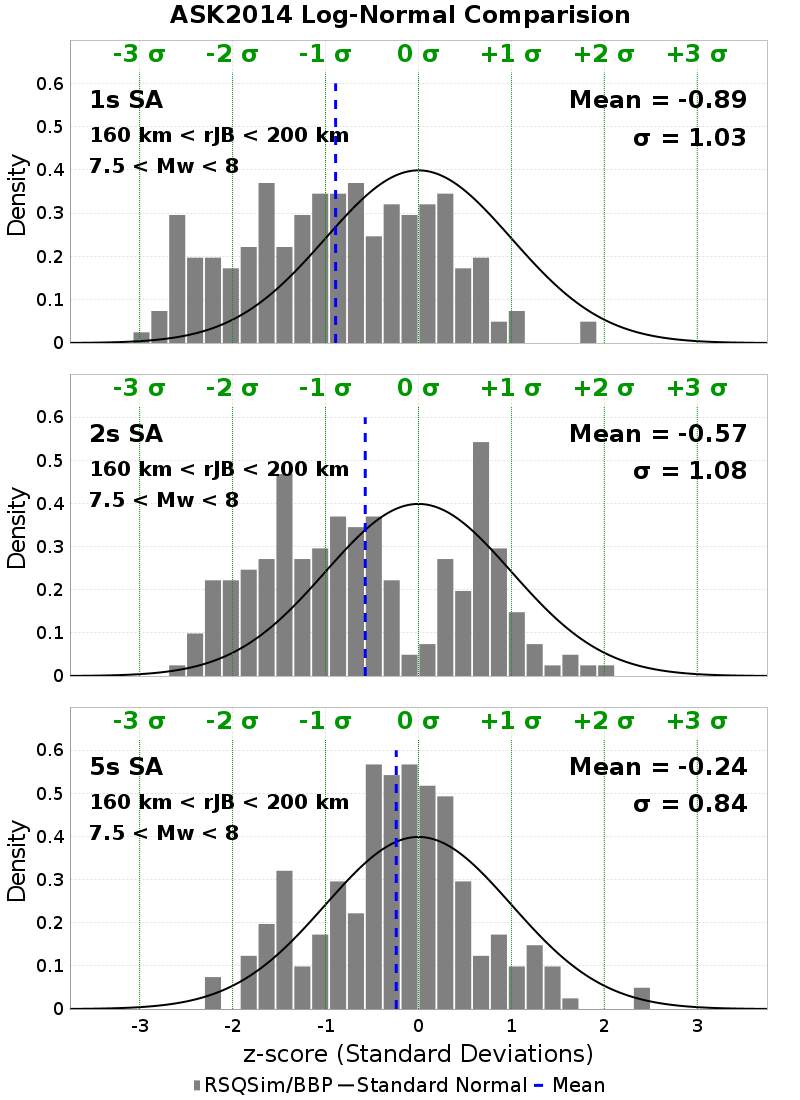 ASK2014 Log-Normal Comparision
-3 σ -2 σ -1 σ 0 σ +1 σ +2 σ +3 σ
1s SA
Mean = -0.89
160 km < rJB < 200 km
σ = 1.03
7.5 < Mw < 8
0.6
0.5
0.4
0.3
0.2
0.1
0
Density
-3 σ -2 σ -1 σ 0 σ +1 σ +2 σ +3 σ
2s SA
Mean = -0.57
160 km < rJB < 200 km
σ = 1.08
7.5 < Mw < 8
0.6
0.5
0.4
0.3
0.2
0.1
0
Density
-3 σ -2 σ -1 σ 0 σ +1 σ +2 σ +3 σ
5s SA
Mean = -0.24
160 km < rJB < 200 km
σ = 0.84
7.5 < Mw < 8
0.6
0.5
0.4
0.3
0.2
0.1
0
Density
-3 -2 -1 0 1 2 3
z-score (Standard Deviations)
RSQSim/BBP Standard Normal Mean